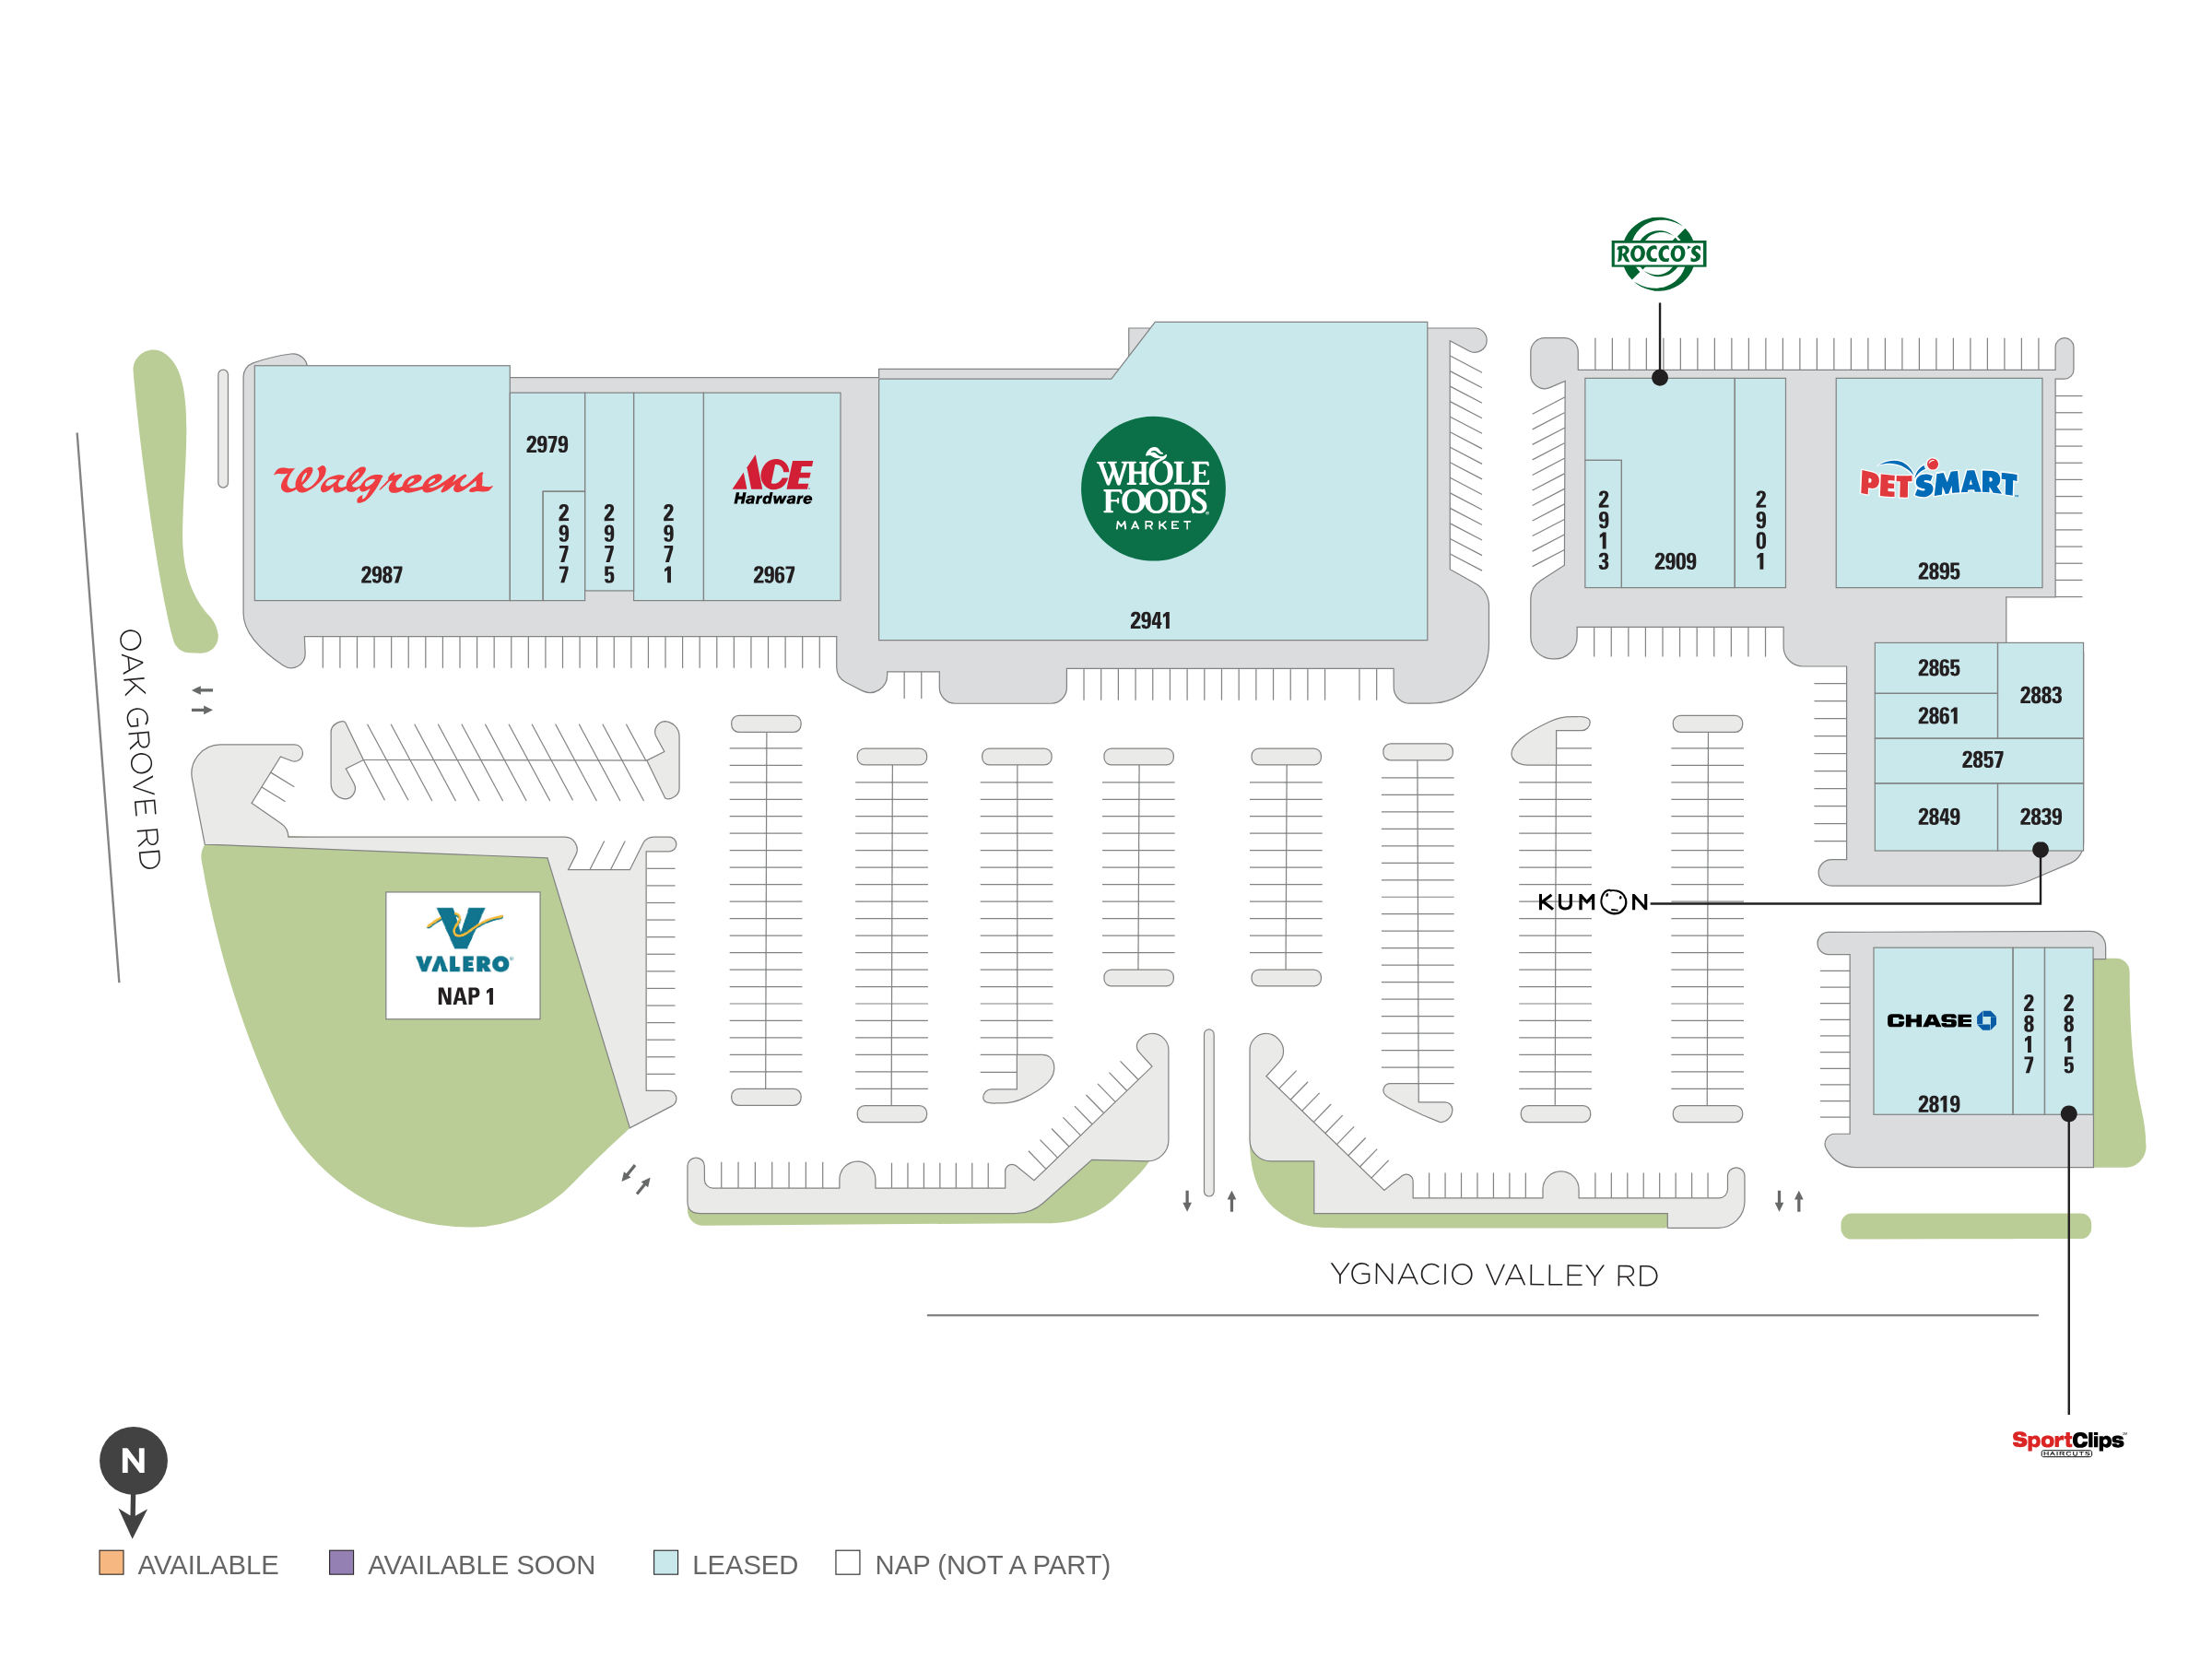 ROCCO'S
Walgreens
2987
2979
2977
2975
2971
ACE
Hardware
2967
WHOLE
FOODS
MARKET
2941
2913
2909
2901
PETSMART
2895
2865
2861
2883
2857
2849
2839
KUMON
OAK GROVE RD
VALERO
NAP 1
CHASE
2819
2817
2815
YGNACIO VALLEY RD
SportClips
HAIRCUTS
N
AVAILABLE
AVAILABLE SOON
LEASED
NAP (NOT A PART)